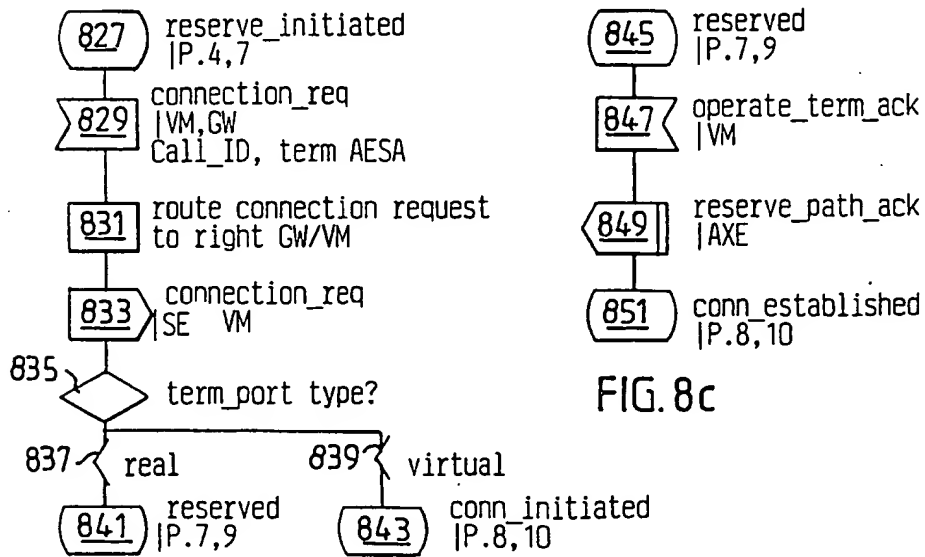 827 reserve_initiated
|P.4,7
829 connection_req
|VM,GW
Call_ID, term AESA
831 route connection request
to right GW/VM
833 connection_req
|SE VM
835 term_port type?
837 real
839 virtual
841 reserved
|P.7,9
843 conn_initiated
|P.8,10
845 reserved
|P.7,9
847 operate_term_ack
|VM
849 reserve_path_ack
|AXE
851 conn_established
|P.8,10
FIG. 8c